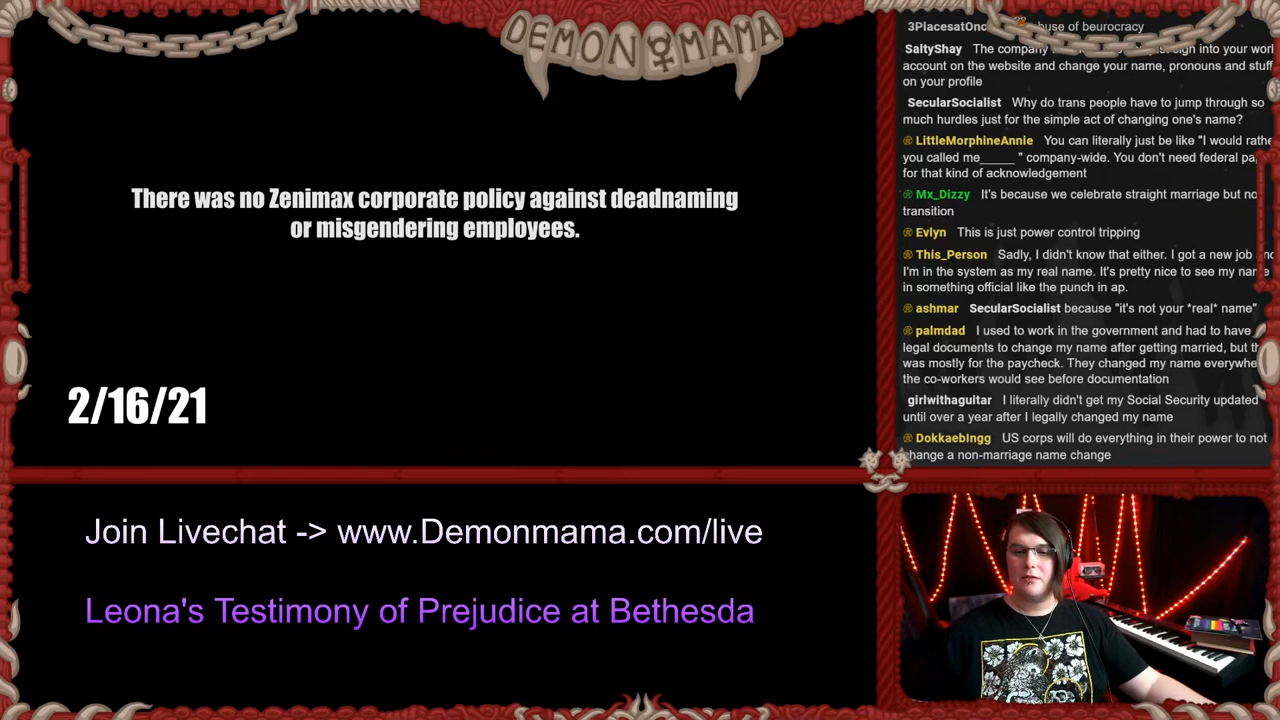 DEMON MAMA
There was no Zenimax corporate policy against deadnaming
or misgendering employees.
2/16/21
Join Livechat -> www.Demonmama.com/live
Leona's Testimony of Prejudice at Bethesda
of beurocracy
SaltyShay The company sign into your
account on the website and change your name, pronouns and stuff
on your profile
SecularSocialist Why do trans people have to jump through so
much hurdles just for the simple act of changing one's name?
LittleMorphineAnnie You can literally just be like "I would
you called me_____ " company-wide. You don't need federal
for that kind of acknowledgement
Mx_Dizzy It's because we celebrate straight marriage but
transition
Evlyn This is just power control tripping
This_Person Sadly, I didn't know that either. I got a new job
I'm in the system as my real name. It's pretty nice to see my
in something official like the punch in ap.
ashmar SecularSocialist because "it's not your *real* name"
palmdad I used to work in the government and had to have
legal documents to change my name after getting married, but
was mostly for the paycheck. They changed my name
the co-workers would see before documentation
girlwithaguitar I literally didn't get my Social Security updated
until over a year after I legally changed my name
DokkaebIngg US corps will do everything in their power to not
change a non-marriage name change